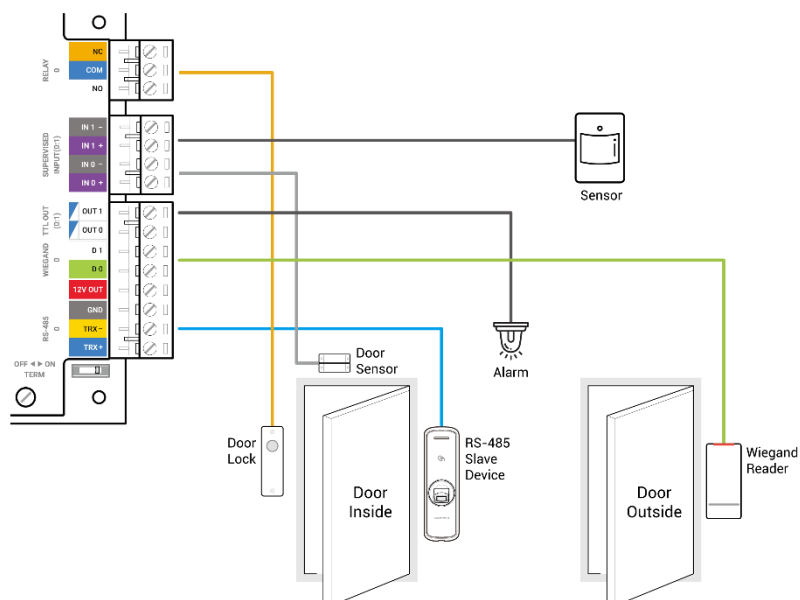 RELAY
0
NC
COM
NO
SUPERVISED
INPUT(0:1)
IN 1 -
IN 1 +
IN 0 -
IN 0 +
TTL OUT
(0:1)
OUT 1
OUT 0
WIEGAND
0
D 1
D 0
12V OUT
RS-485
0
GND
TRX -
TRX +
OFF ◄ ► ON
TERM
Sensor
Alarm
Door
Sensor
Door
Lock
RS-485
Slave
Device
Door
Inside
Door
Outside
Wiegand
Reader